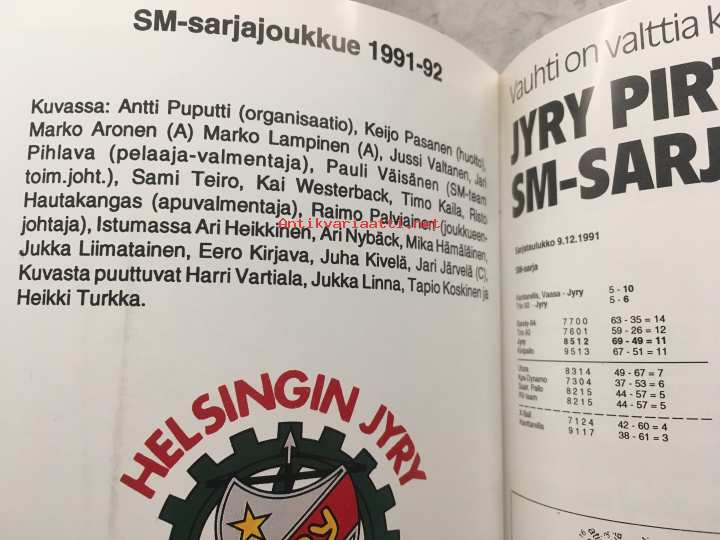 SM-sarjajoukkue 1991-92
Kuvassa: Antti Puputti (organisaatio), Keijo Pasanen (huolto),
Marko Aronen (A) Marko Lampinen (A), Jussi Valtanen, Jari
Pihlava (pelaaja-valmentaja), Pauli Väisänen (SM-team
toim.joht.), Sami Teiro, Kai Westerback, Timo Kaila, Risto
Hautakangas (apuvalmentaja), Raimo Palviainen (joukkueen-
johtaja), Istumassa Ari Heikkinen, Ari Nybäck, Mika Hämäläinen,
Jukka Liimatainen, Eero Kirjava, Juha Kivelä, Jari Järvelä (C),
Kuvasta puuttuvat Harri Vartiala, Jukka Linna, Tapio Koskinen ja
Heikki Turkka.
Antikvariaatti.net
HELSINGIN JYRY
Vauhti on valttia
JYRY
SM-SARJ
Sarjataulukko 9.12.1991
SM-sarja
Vaasa - Jyry 5 - 10
- Jyry 5 - 6
7 7 0 0 63 - 35 = 14
7 6 0 1 59 - 26 = 12
Jyry 8 5 1 2 69 - 49 = 11
9 5 1 3 67 - 51 = 11
8 3 1 4 49 - 67 = 7
7 3 0 4 37 - 53 = 6
8 2 1 5 44 - 57 = 5
8 2 1 5 44 - 57 = 5
7 1 2 4 42 - 60 = 4
9 1 1 7 38 - 61 = 3